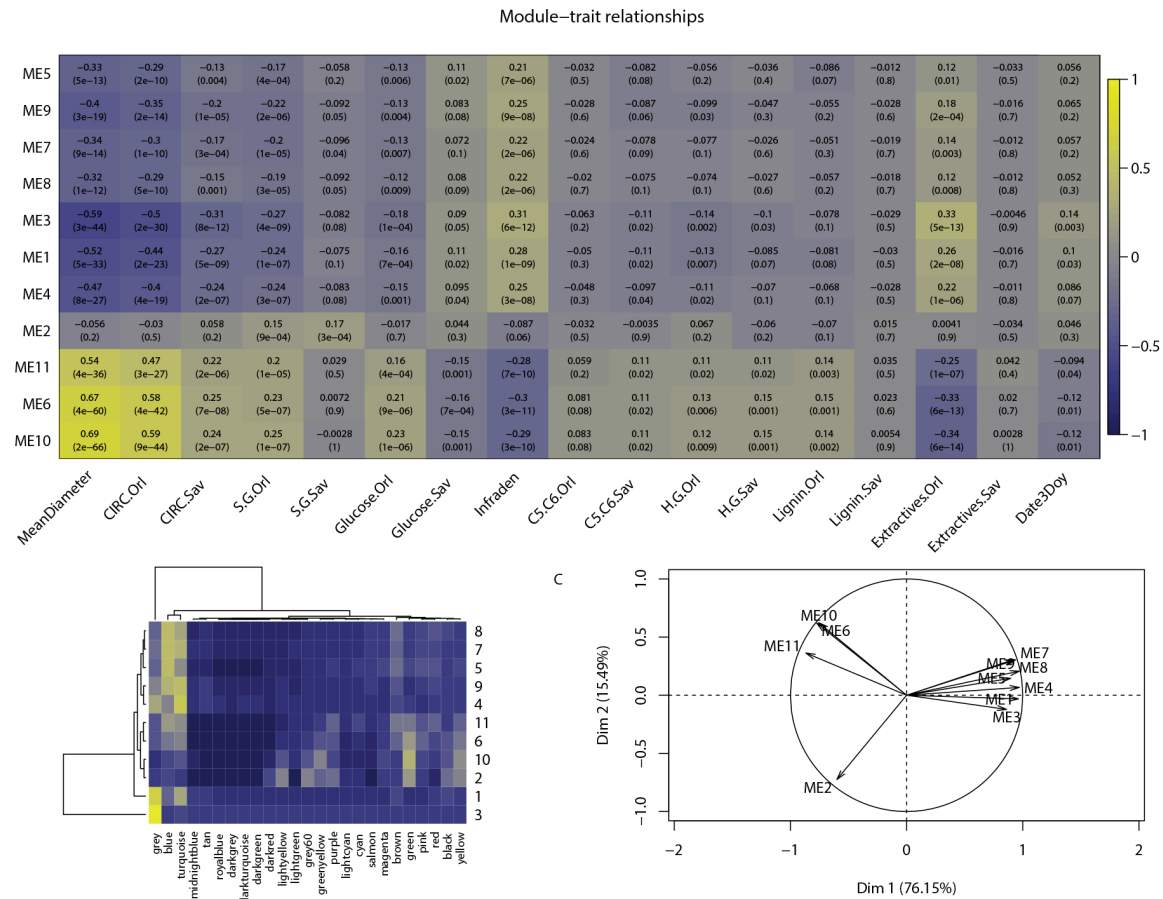 Module−trait relationships
ME5 −0.33 −0.29 −0.13 −0.17 −0.058 −0.13 0.11 0.21 −0.032 −0.082 −0.056 −0.036 −0.086 −0.012 0.12 −0.033 0.056
(5e−13) (2e−10) (0.004) (4e−04) (0.2) (0.006) (0.02) (7e−06) (0.5) (0.08) (0.2) (0.4) (0.07) (0.8) (0.01) (0.5) (0.2)
ME9 −0.4 −0.35 −0.2 −0.22 −0.092 −0.13 0.083 0.25 −0.028 −0.087 −0.099 −0.047 −0.055 −0.028 0.18 −0.016 0.065
(3e−19) (2e−14) (1e−05) (2e−06) (0.05) (0.004) (0.08) (9e−08) (0.6) (0.06) (0.03) (0.3) (0.2) (0.6) (2e−04) (0.7) (0.2)
ME7 −0.34 −0.3 −0.17 −0.2 −0.096 −0.13 0.072 0.22 −0.024 −0.078 −0.077 −0.026 −0.051 −0.019 0.14 −0.012 0.057
(9e−14) (1e−10) (3e−04) (1e−05) (0.04) (0.007) (0.1) (2e−06) (0.6) (0.09) (0.1) (0.6) (0.3) (0.7) (0.003) (0.8) (0.2)
ME8 −0.32 −0.29 −0.15 −0.19 −0.092 −0.12 0.08 0.22 −0.02 −0.075 −0.074 −0.027 −0.057 −0.018 0.12 −0.012 0.052
(1e−12) (5e−10) (0.001) (3e−05) (0.05) (0.009) (0.09) (2e−06) (0.7) (0.1) (0.1) (0.6) (0.2) (0.7) (0.008) (0.8) (0.3)
ME3 −0.59 −0.5 −0.31 −0.27 −0.082 −0.18 0.09 0.31 −0.063 −0.11 −0.14 −0.1 −0.078 −0.029 0.33 −0.0046 0.14
(3e−44) (2e−30) (8e−12) (4e−09) (0.08) (1e−04) (0.05) (6e−12) (0.2) (0.02) (0.002) (0.03) (0.1) (0.5) (5e−13) (0.9) (0.003)
ME1 −0.52 −0.44 −0.27 −0.24 −0.075 −0.16 0.11 0.28 −0.05 −0.11 −0.13 −0.085 −0.081 −0.03 0.26 −0.016 0.1
(5e−33) (2e−23) (5e−09) (1e−07) (0.1) (7e−04) (0.02) (1e−09) (0.3) (0.02) (0.007) (0.07) (0.08) (0.5) (2e−08) (0.7) (0.03)
ME4 −0.47 −0.4 −0.24 −0.24 −0.083 −0.15 0.095 0.25 −0.048 −0.097 −0.11 −0.07 −0.068 −0.028 0.22 −0.011 0.086
(8e−27) (4e−19) (2e−07) (3e−07) (0.08) (0.001) (0.04) (3e−08) (0.3) (0.04) (0.02) (0.1) (0.1) (0.5) (1e−06) (0.8) (0.07)
ME2 −0.056 −0.03 0.058 0.15 0.17 −0.017 0.044 −0.087 −0.032 −0.0035 0.067 −0.06 −0.07 0.015 0.0041 −0.034 0.046
(0.2) (0.5) (0.2) (9e−04) (3e−04) (0.7) (0.3) (0.06) (0.5) (0.9) (0.2) (0.2) (0.1) (0.7) (0.9) (0.5) (0.3)
ME11 0.54 0.47 0.22 0.2 0.029 0.16 −0.15 −0.28 0.059 0.11 0.11 0.11 0.14 0.035 −0.25 0.042 −0.094
(4e−36) (3e−27) (2e−06) (1e−05) (0.5) (4e−04) (0.001) (7e−10) (0.2) (0.02) (0.02) (0.02) (0.003) (0.5) (1e−07) (0.4) (0.04)
ME6 0.67 0.58 0.25 0.23 0.0072 0.21 −0.16 −0.3 0.081 0.11 0.13 0.15 0.15 0.023 −0.33 0.02 −0.12
(4e−60) (4e−42) (7e−08) (5e−07) (0.9) (9e−06) (7e−04) (3e−11) (0.08) (0.02) (0.006) (0.001) (0.001) (0.6) (6e−13) (0.7) (0.01)
ME10 0.69 0.59 0.24 0.25 −0.0028 0.23 −0.15 −0.29 0.083 0.11 0.12 0.15 0.14 0.0054 −0.34 0.0028 −0.12
(2e−66) (9e−44) (2e−07) (1e−07) (1) (1e−06) (0.001) (3e−10) (0.08) (0.02) (0.009) (0.001) (0.002) (0.9) (6e−14) (1) (0.01)
1
0.5
0
−0.5
−1
MeanDiameter CIRC.Orl CIRC.Sav S.G.Orl S.G.Sav Glucose.Orl Glucose.Sav Infraden C5.C6.Orl C5.C6.Sav H.G.Orl H.G.Sav Lignin.Orl Lignin.Sav Extractives.Orl Extractives.Sav Date3Doy
8
7
5
9
4
11
6
10
2
1
3
grey blue turquoise midnightblue tan royalblue darkgrey larkturquoise darkgreen darkred lightyellow lightgreen grey60 greenyellow purple lightcyan cyan salmon magenta brown green pink red black yellow
C
Dim 2 (15.49%)
1.0
0.5
0.0
−0.5
−1.0
ME10
ME6
ME11
ME7
ME9
ME8
ME5
ME4
ME1
ME3
ME2
−2 −1 0 1 2
Dim 1 (76.15%)